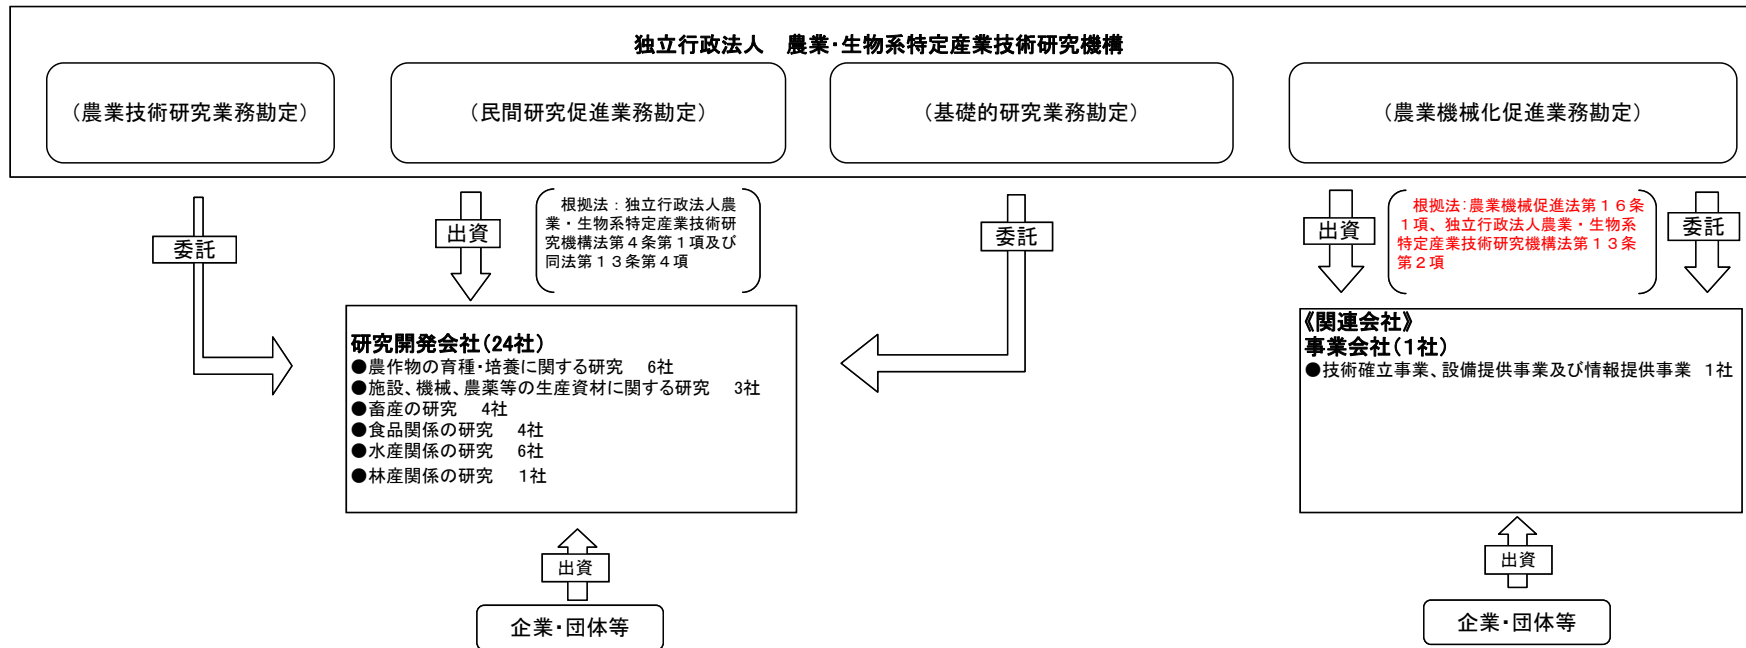 独立行政法人　農業・生物系特定産業技術研究機構
（農業技術研究業務勘定）
（民間研究促進業務勘定）
（基礎的研究業務勘定）
（農業機械化促進業務勘定）
委託
出資
根拠法：独立行政法人農
業・生物系特定産業技術研
究機構法第４条第１項及び
同法第１３条第４項
委託
出資
根拠法：農業機械促進法第１６条
１項、独立行政法人農業・生物系
特定産業技術研究機構法第１３条
第２項
委託
研究開発会社（24社）
●農作物の育種・培養に関する研究　6社
●施設、機械、農薬等の生産資材に関する研究　3社
●畜産の研究　4社
●食品関係の研究　4社
●水産関係の研究　6社
●林産関係の研究　1社
《関連会社》
事業会社（１社）
●技術確立事業、設備提供事業及び情報提供事業　1社
出資
企業・団体等
出資
企業・団体等